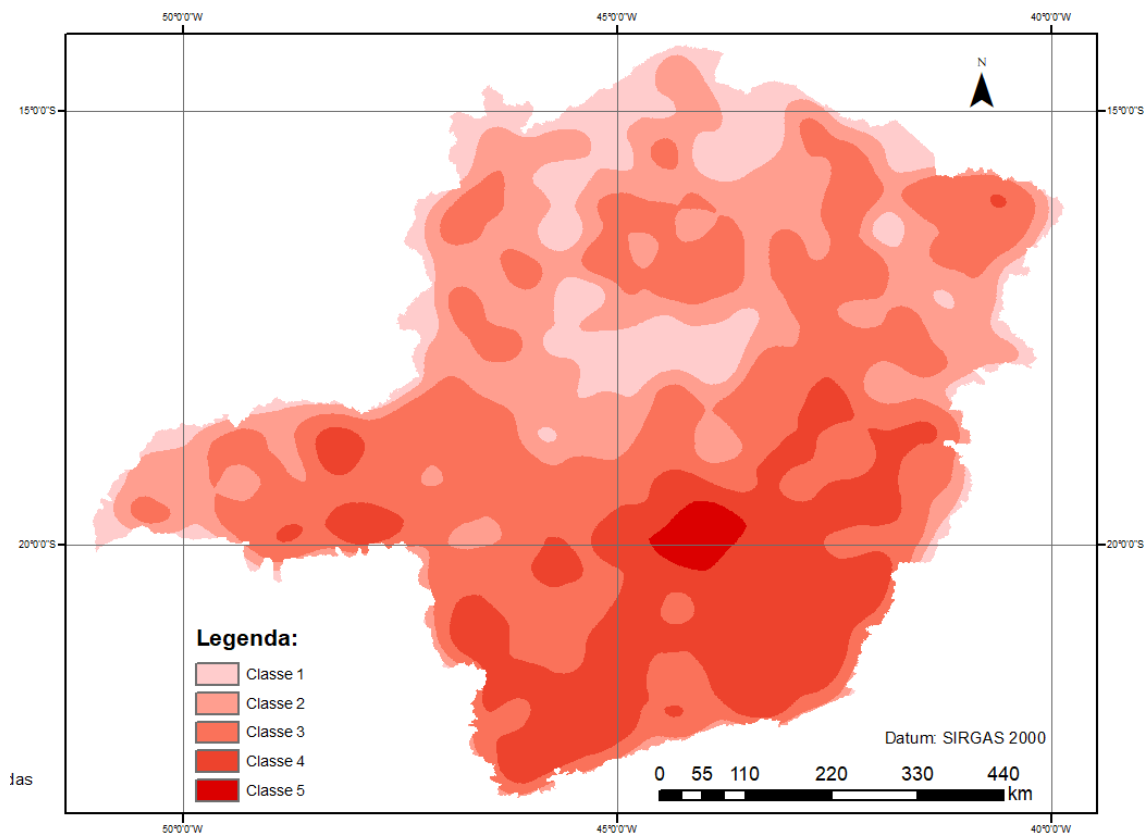 50°0'0"W 45°0'0"W 40°0'0"W
N
15°0'0"S 15°0'0"S
20°0'0"S 20°0'0"S
Legenda:
Classe 1
Classe 2
Classe 3
Classe 4
Classe 5
Datum: SIRGAS 2000
0 55 110 220 330 440
km
das
50°0'0"W 45°0'0"W 40°0'0"W